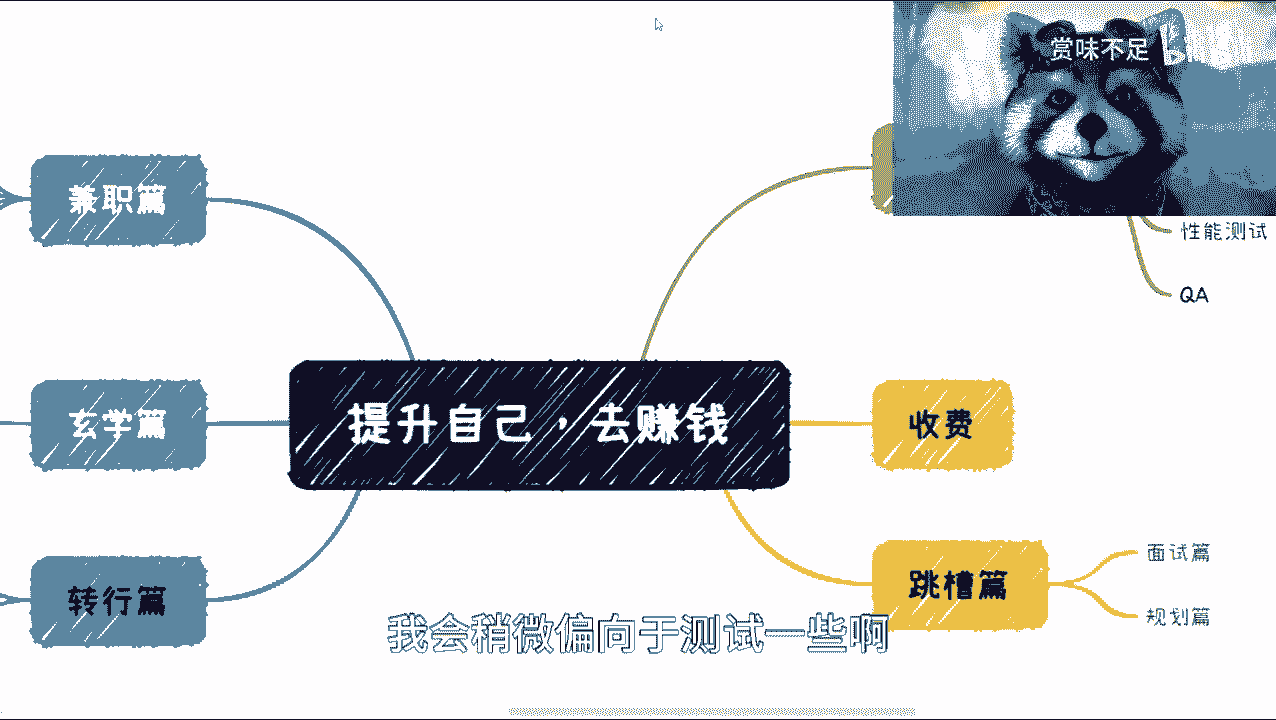 赏味不足
兼职篇
性能测试
QA
玄学篇
提升自己，去赚钱
收费
转行篇
跳槽篇
面试篇
规划篇
我会稍微偏向于测试一些啊